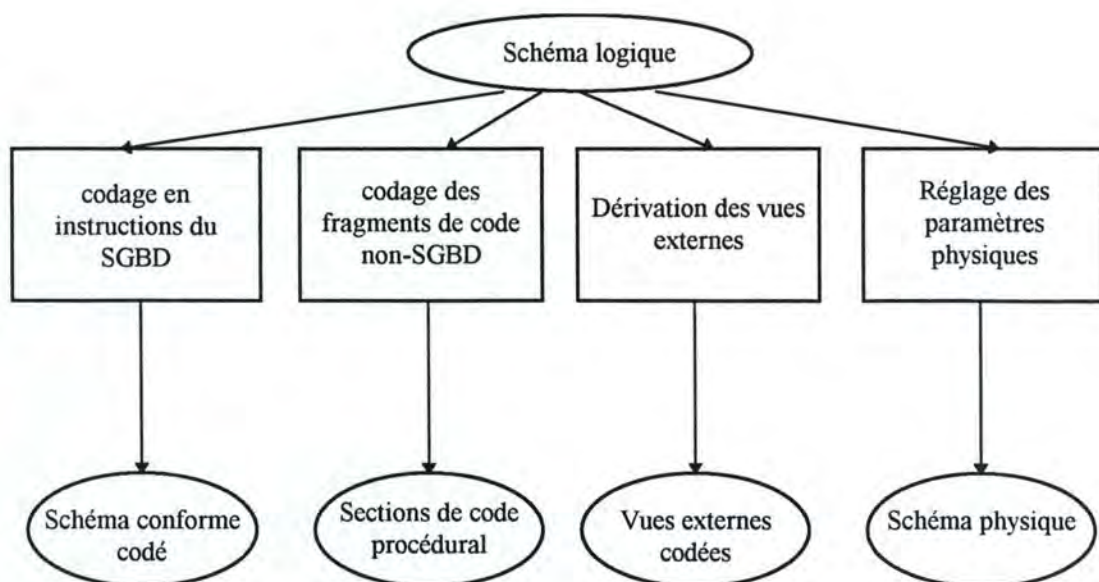 Schéma logique
codage en
instructions du
SGBD
codage des
fragments de code
non-SGBD
Dérivation des vues
externes
Réglage des
paramètres
physiques
Schéma conforme
codé
Sections de code
procédural
Vues externes
codées
Schéma physique